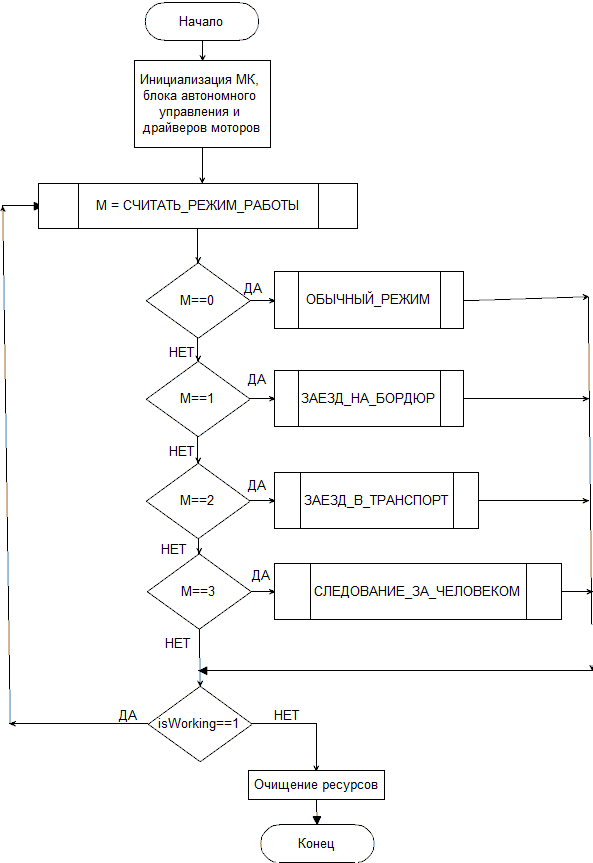 Начало
Инициализация МК,
блока автономного
управления и
драйверов моторов
М = СЧИТАТЬ_РЕЖИМ_РАБОТЫ
М==0
ДА
ОБЫЧНЫЙ_РЕЖИМ
НЕТ
М==1
ДА
ЗАЕЗД_НА_БОРДЮР
НЕТ
М==2
ДА
ЗАЕЗД_В_ТРАНСПОРТ
НЕТ
М==3
ДА
СЛЕДОВАНИЕ_ЗА_ЧЕЛОВЕКОМ
НЕТ
isWorking==1
ДА
НЕТ
Очищение ресурсов
Конец